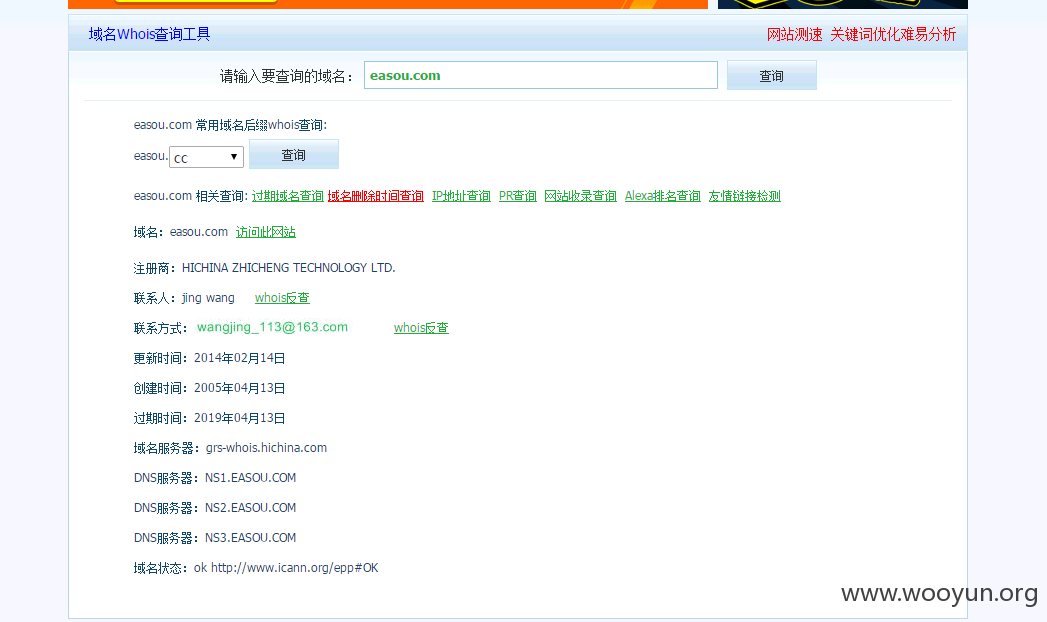 域名Whois查询工具 网站测速 关键词优化难易分析
请输入要查询的域名： easou.com 查询
easou.com 常用域名后缀whois查询:
easou. cc 查询
easou.com 相关查询: 过期域名查询 域名删除时间查询 IP地址查询 PR查询 网站收录查询 Alexa排名查询 友情链接检测
域名：easou.com 访问此网站
注册商：HICHINA ZHICHENG TECHNOLOGY LTD.
联系人：jing wang whois反查
联系方式： wangjing_113@163.com whois反查
更新时间：2014年02月14日
创建时间：2005年04月13日
过期时间：2019年04月13日
域名服务器：grs-whois.hichina.com
DNS服务器：NS1.EASOU.COM
DNS服务器：NS2.EASOU.COM
DNS服务器：NS3.EASOU.COM
域名状态：ok http://www.icann.org/epp#OK
www.wooyun.org